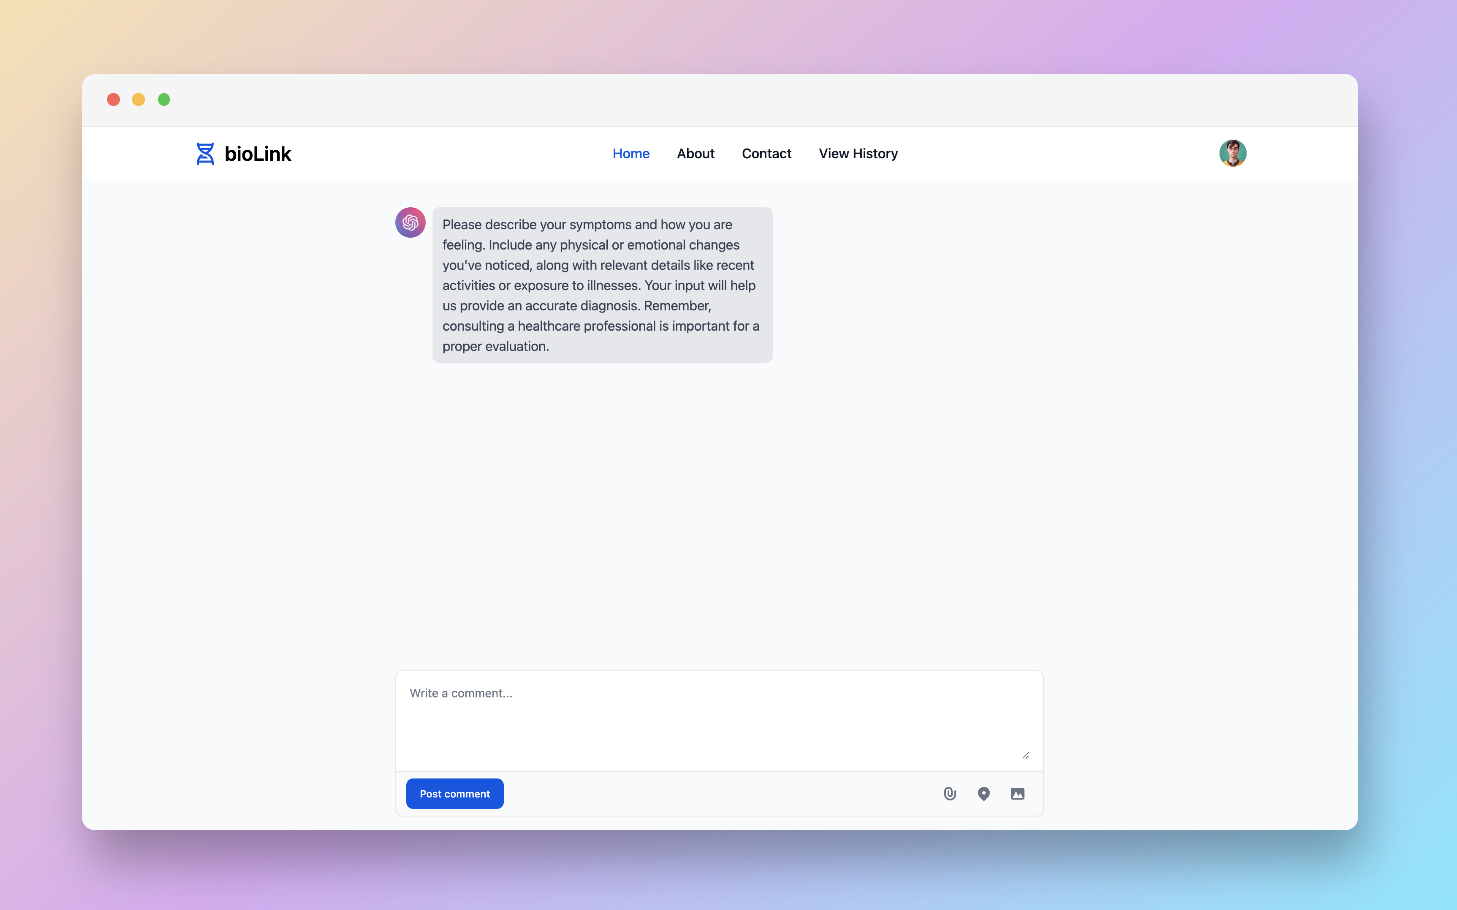 bioLink
Home About Contact View History
Please describe your symptoms and how you are
feeling. Include any physical or emotional changes
you've noticed, along with relevant details like recent
activities or exposure to illnesses. Your input will help
us provide an accurate diagnosis. Remember,
consulting a healthcare professional is important for a
proper evaluation.
Write a comment...
Post comment